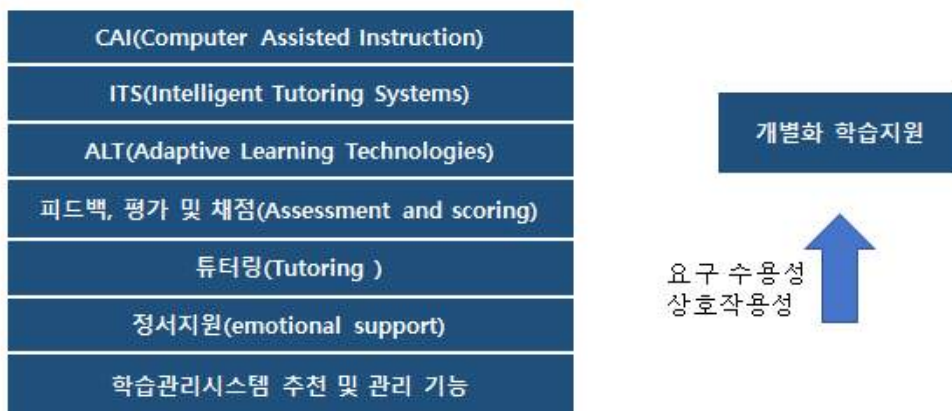 CAI(Computer Assisted Instruction)
ITS(Intelligent Tutoring Systems)
ALT(Adaptive Learning Technologies)
피드백, 평가 및 채점(Assessment and scoring)
튜터링(Tutoring )
정서지원(emotional support)
학습관리시스템 추천 및 관리 기능
개별화 학습지원
요구 수용성
상호작용성